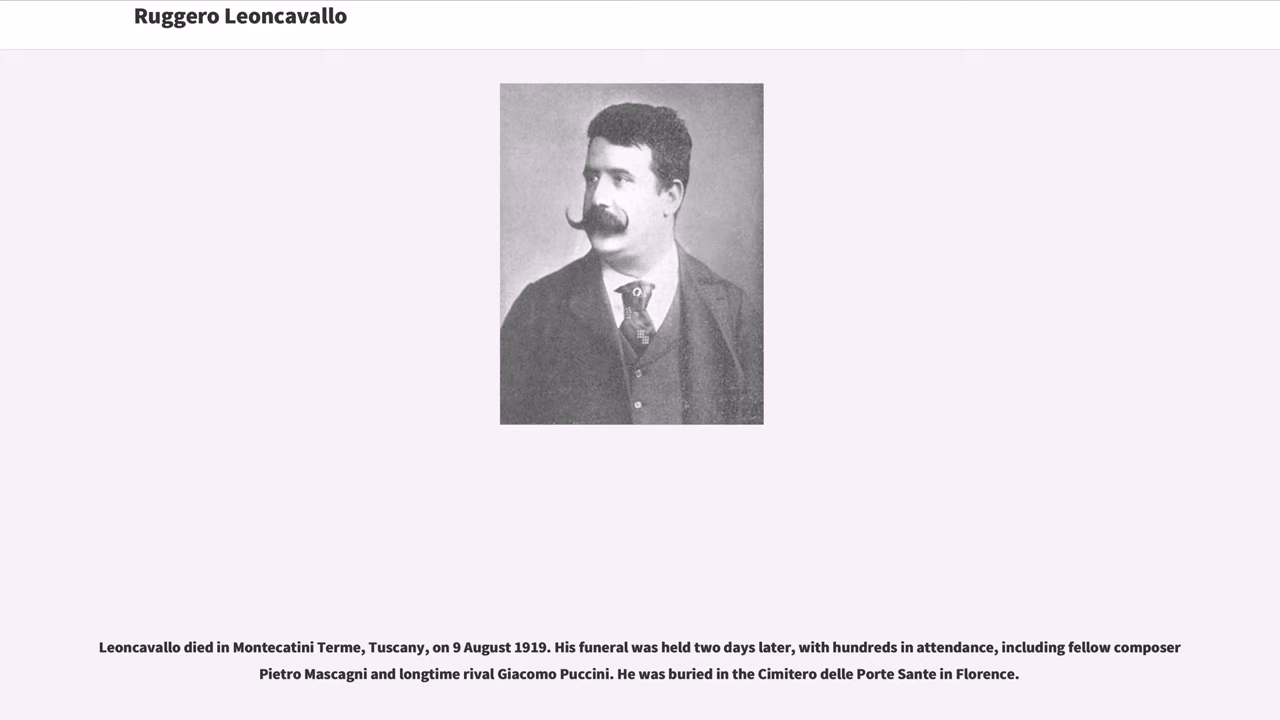 Ruggero Leoncavallo
Leoncavallo died in Montecatini Terme, Tuscany, on 9 August 1919. His funeral was held two days later, with hundreds in attendance, including fellow composer
Pietro Mascagni and longtime rival Giacomo Puccini. He was buried in the Cimitero delle Porte Sante in Florence.